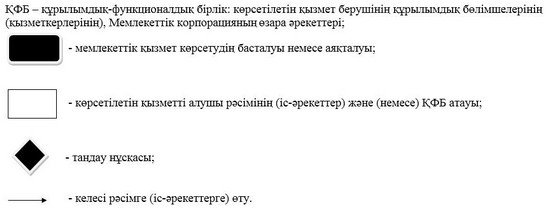 ҚФБ – құрылымдық-функционалдық бірлік: көрсетілетін қызмет берушінің құрылымдық бөлімшелерінің
(қызметкерлерінің), Мемлекеттік корпорацияның өзара әрекеттері;
- мемлекеттік қызмет көрсетудің басталуы немесе аяқталуы;
- көрсетілетін қызметті алушы рәсімінің (іс-әрекеттер) және (немесе) ҚФБ атауы;
- таңдау нұсқасы;
- келесі рәсімге (іс-әрекеттерге) өту.